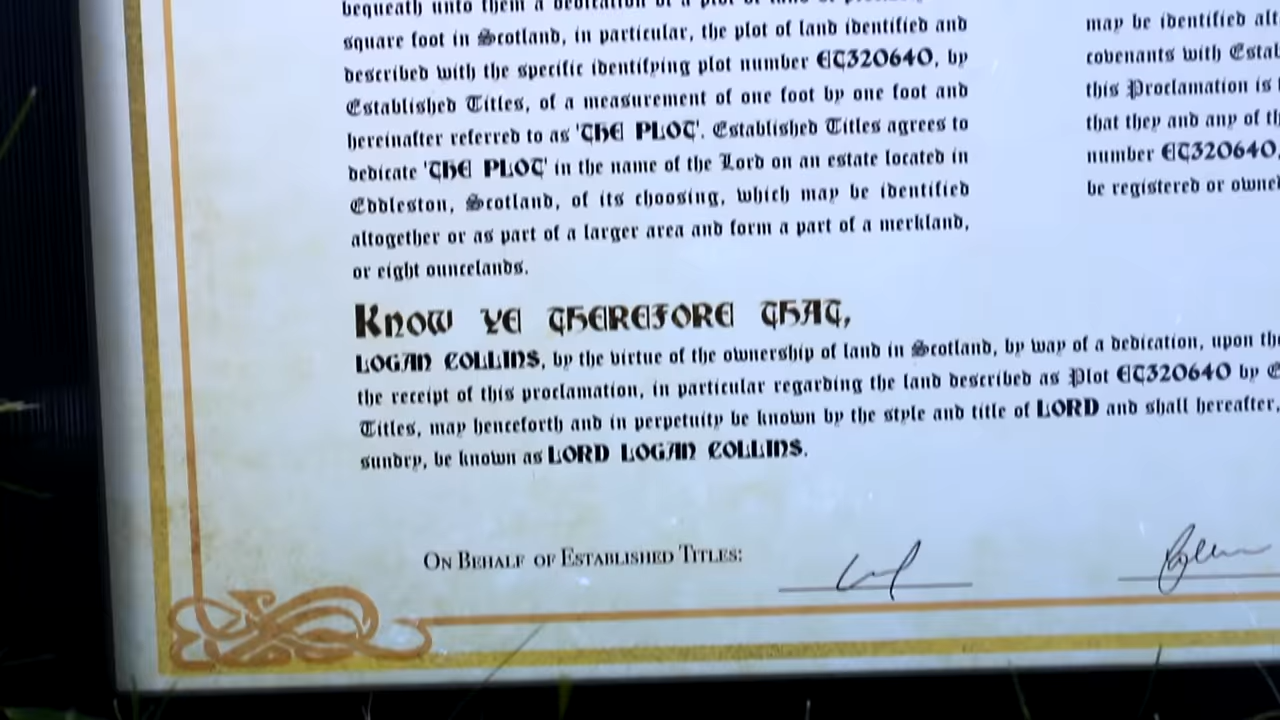 bequeath unto them a dedication of a plot of land of
square foot in Scotland, in particular, the plot of land identified and
described with the specific identifying plot number ET320640, by
Established Titles, of a measurement of one foot by one foot and
hereinafter referred to as 'THE PLOT'. Established Titles agrees to
dedicate 'THE PLOT' in the name of the Lord on an estate located in
Eddleston, Scotland, of its choosing, which may be identified
altogether or as part of a larger area and form a part of a merkland,
or eight ouncelands.
may be identified alt
covenants with Estab
this Proclamation is
that they and any of th
number ET320640,
be registered or owne
KNOW YE THEREFORE THAT,
LOGAN COLLINS, by the virtue of the ownership of land in Scotland, by way of a dedication, upon the
the receipt of this proclamation, in particular regarding the land described as Plot ET320640 by E
Titles, may henceforth and in perpetuity be known by the style and title of LORD and shall hereafter,
sundry, be known as LORD LOGAN COLLINS.
ON BEHALF OF ESTABLISHED TITLES: